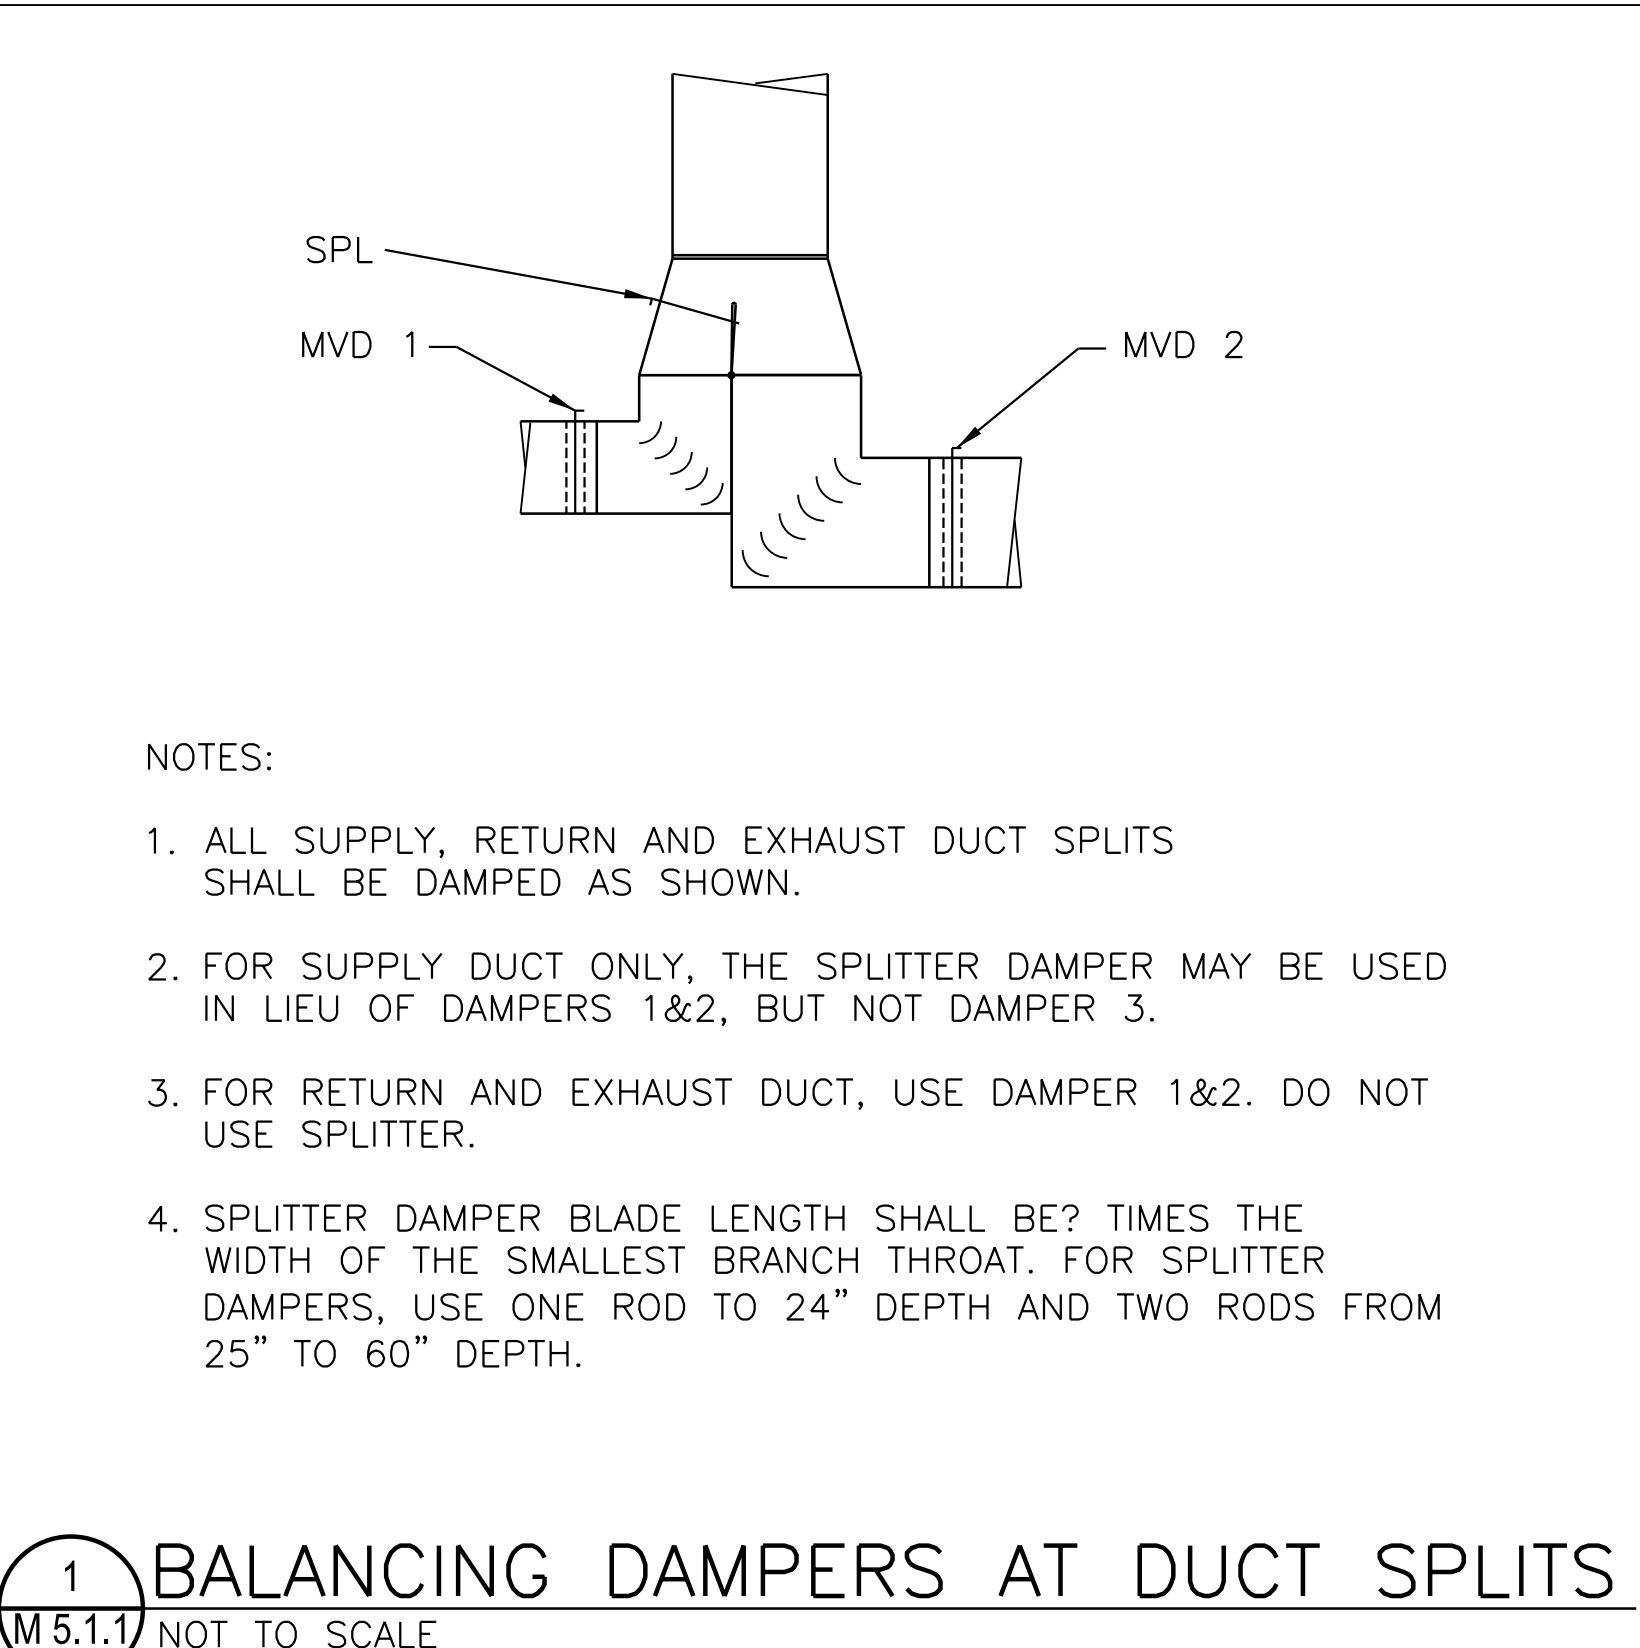 SPL
MVD 1
MVD 2
NOTES:
1. ALL SUPPLY, RETURN AND EXHAUST DUCT SPLITS
SHALL BE DAMPED AS SHOWN.
2. FOR SUPPLY DUCT ONLY, THE SPLITTER DAMPER MAY BE USED
IN LIEU OF DAMPERS 1&2, BUT NOT DAMPER 3.
3. FOR RETURN AND EXHAUST DUCT, USE DAMPER 1&2. DO NOT
USE SPLITTER.
4. SPLITTER DAMPER BLADE LENGTH SHALL BE? TIMES THE
WIDTH OF THE SMALLEST BRANCH THROAT. FOR SPLITTER
DAMPERS, USE ONE ROD TO 24” DEPTH AND TWO RODS FROM
25” TO 60” DEPTH.
1
BALANCING DAMPERS AT DUCT SPLITS
M 5.1.1
NOT TO SCALE